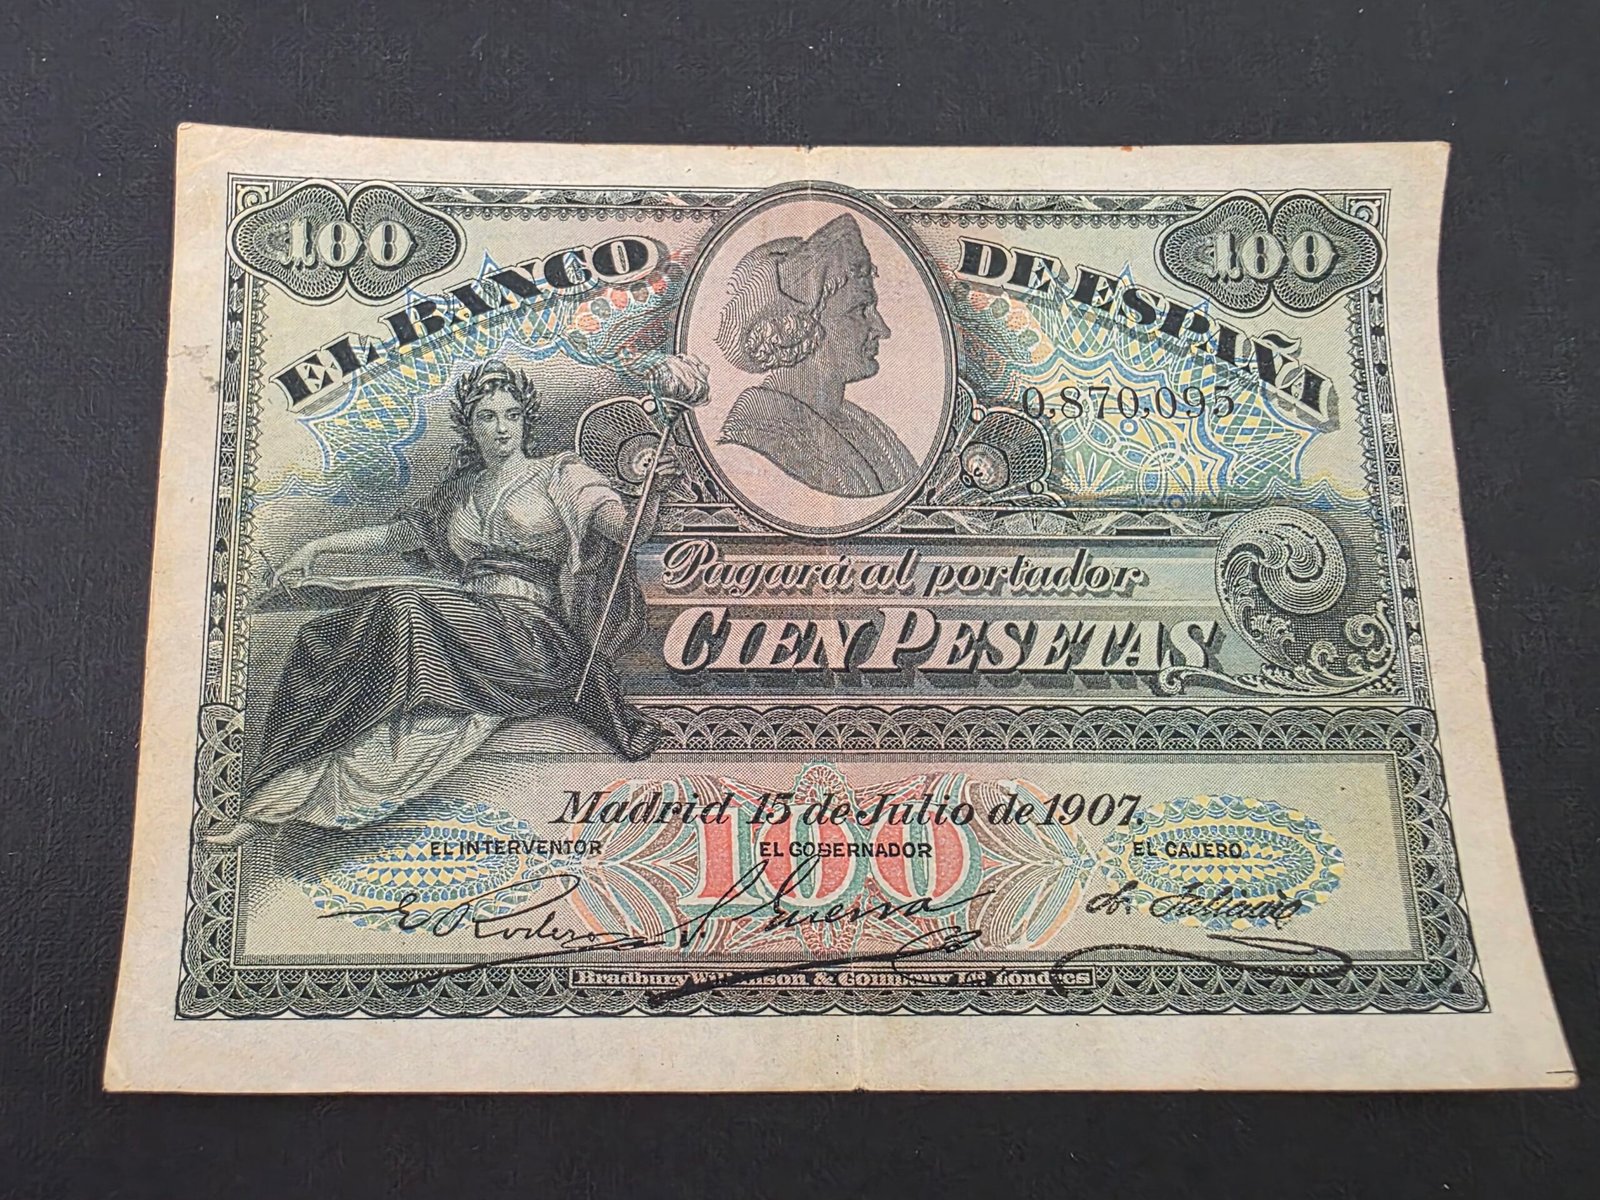 100 100
EL BANCO DE ESPAÑA
0,870,095
Pagará al portador
CIEN PESETAS
Madrid 15 de Julio de 1907.
EL INTERVENTOR EL GOBERNADOR EL CAJERO
100
Bradbury Wilkinson & Company Ltd Londres